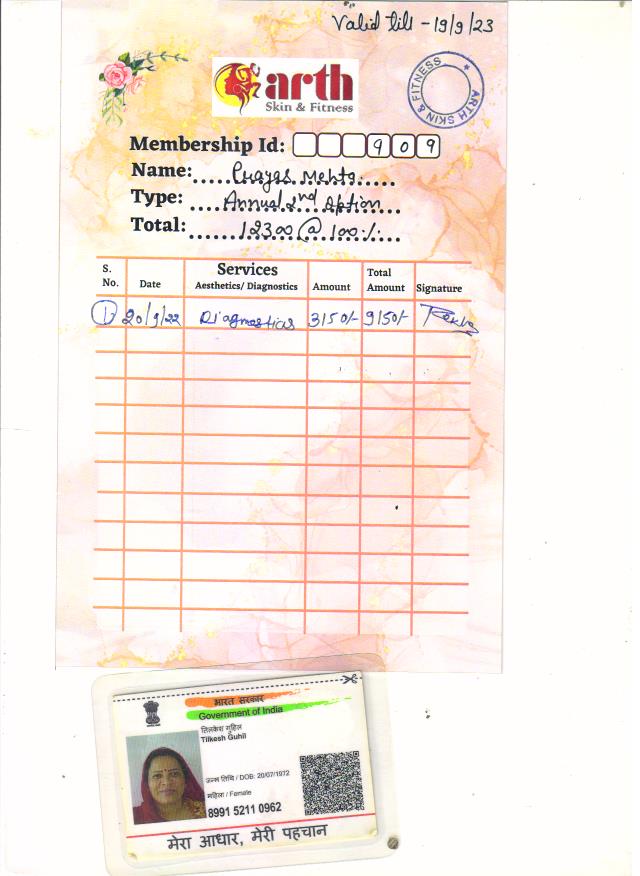 Valid till - 19/9/23
arth
Skin & Fitness
ARTH SKIN & FITNESS
Membership Id: 909
Name: Prayas Mehta
Type: Annual 2nd Option
Total: 12300 @ 100%
S. No. Date Services Aesthetics/ Diagnostics Amount Total Amount Signature
1 20/9/22 Diagnostics 3150/- 9150/- Rekha
भारत सरकार
Government of India
तिलकेश गुहिल
Tilkesh Guhil
जन्म तिथि / DOB: 20/07/1972
महिला / Female
8991 5211 0962
मेरा आधार, मेरी पहचान